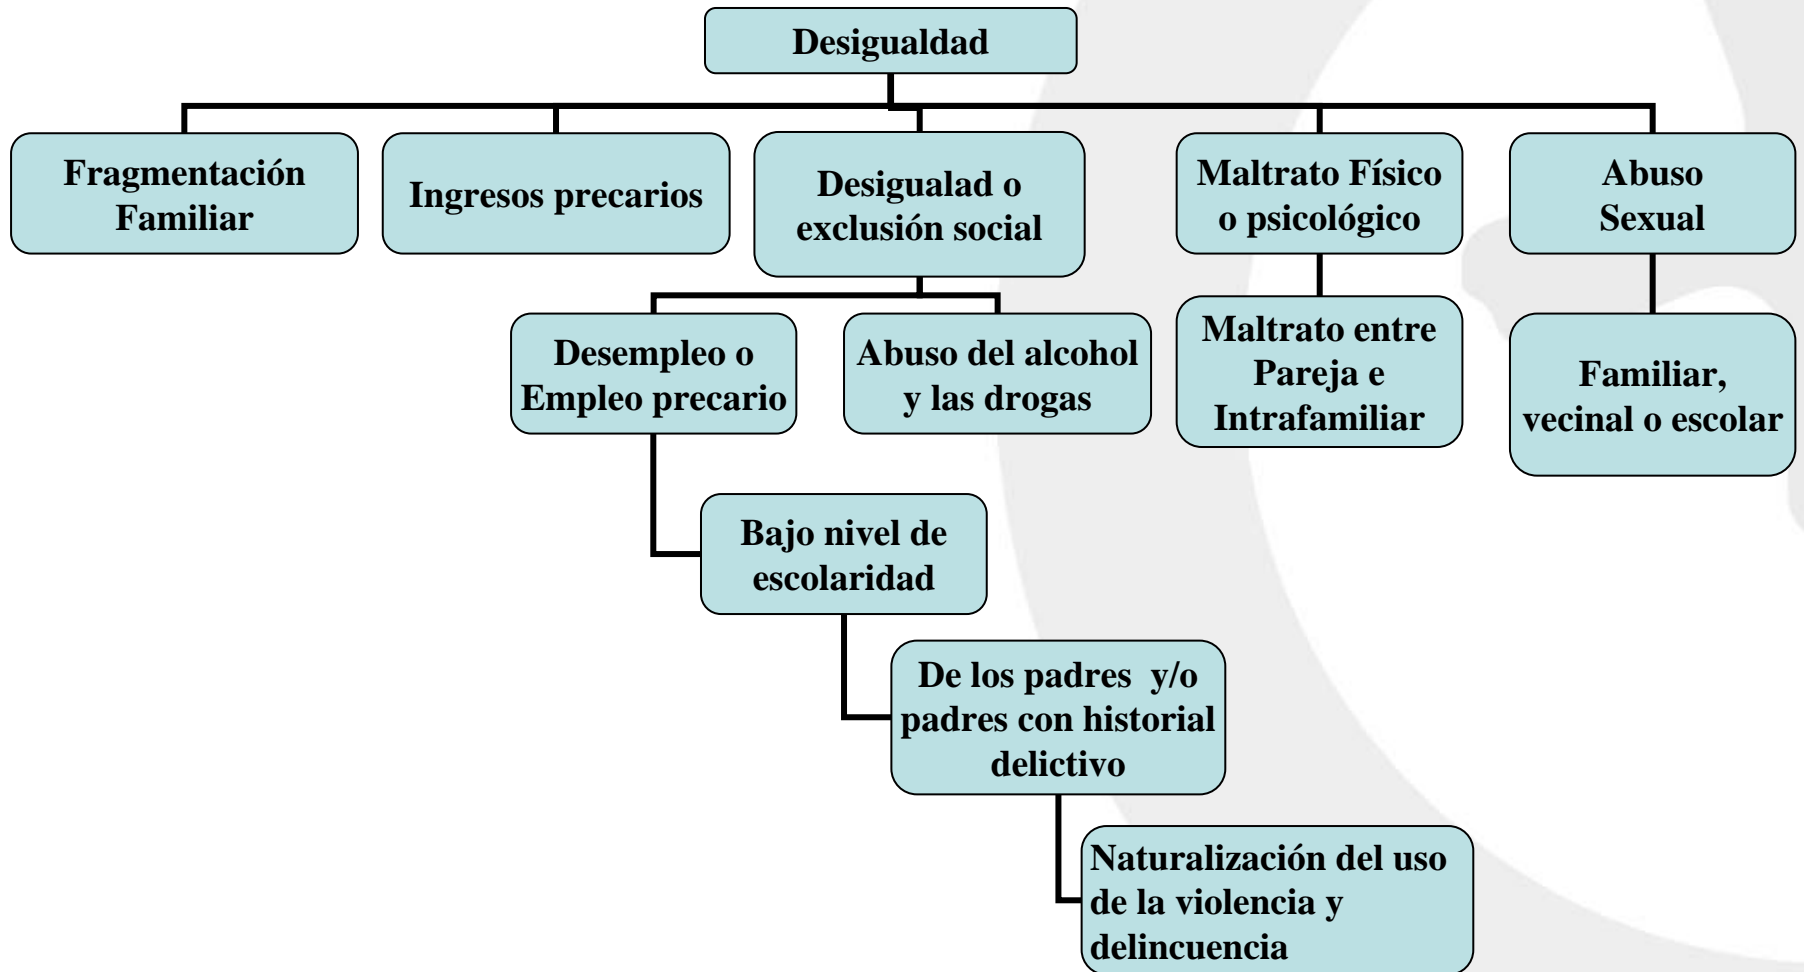 Desigualdad
Fragmentación
Familiar
Ingresos precarios
Desigualad o
exclusión social
Maltrato Físico
o psicológico
Abuso
Sexual
Desempleo o
Empleo precario
Abuso del alcohol
y las drogas
Maltrato entre
Pareja e
Intrafamiliar
Familiar,
vecinal o escolar
Bajo nivel de
escolaridad
De los padres y/o
padres con historial
delictivo
Naturalización del uso
de la violencia y
delincuencia